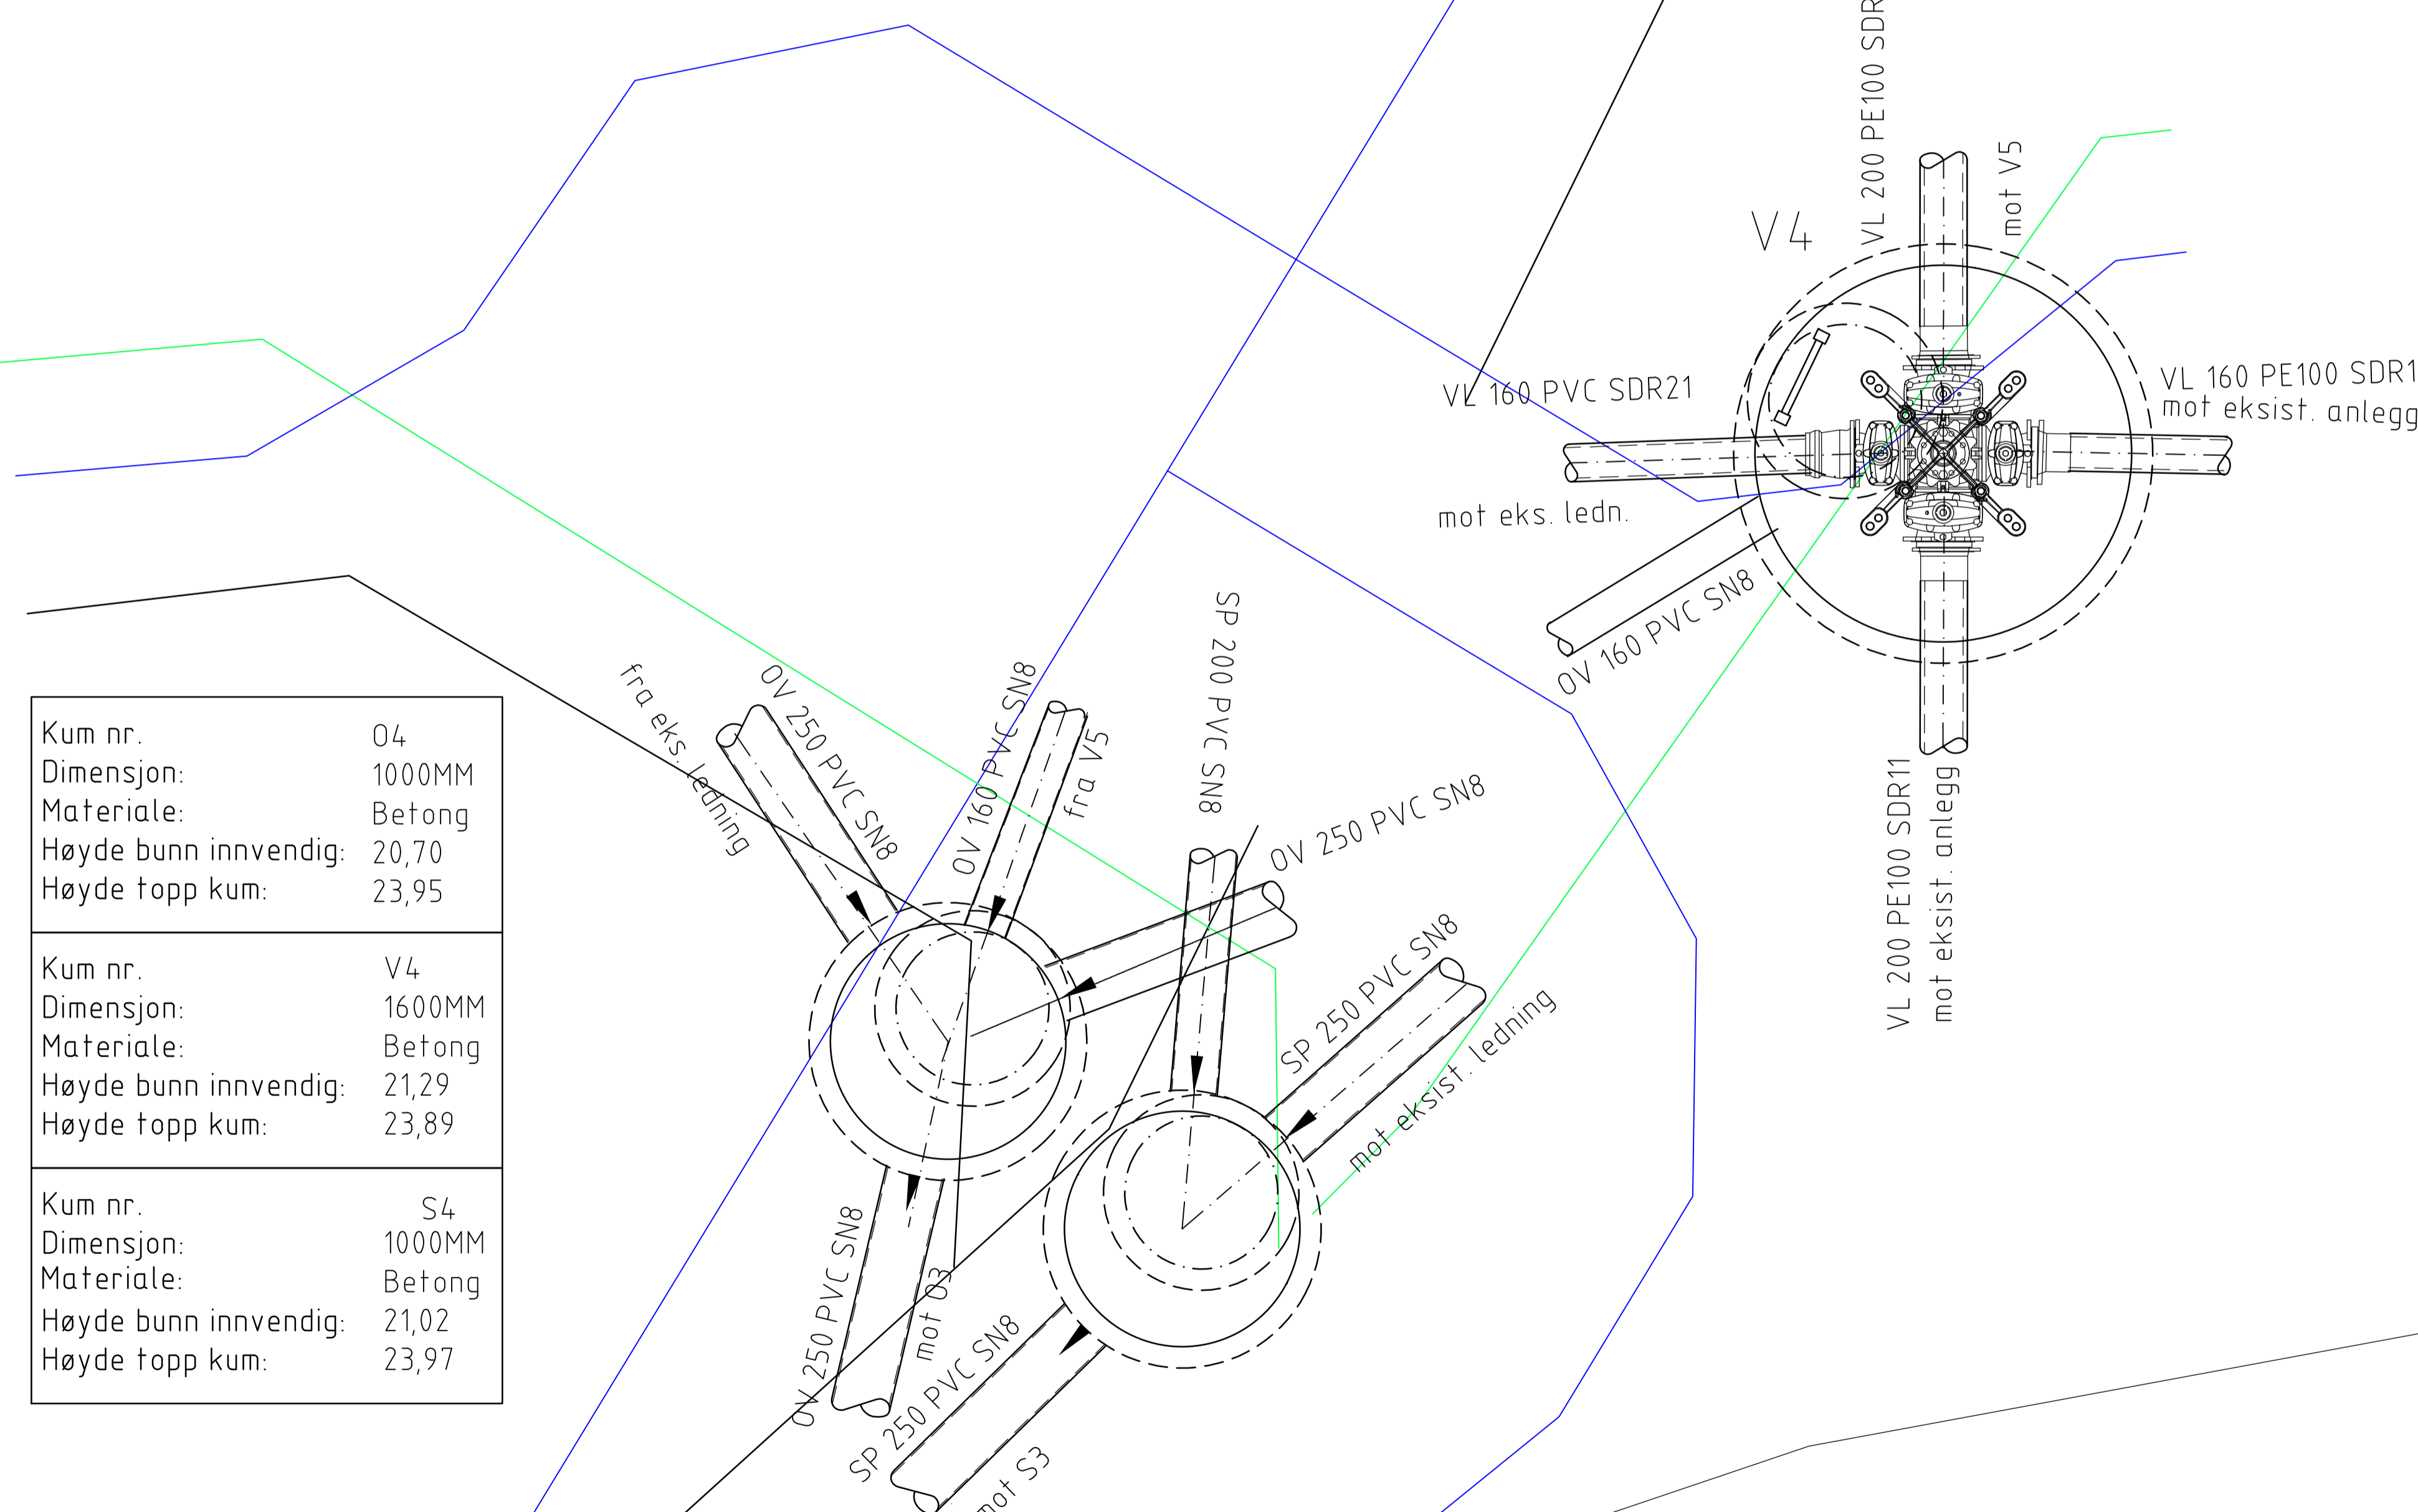 VL 200 PE100 SDR
mot V5
V4
VL 160 PVC SDR21
mot eks. ledn.
VL 160 PE100 SDR1
mot eksist. anlegg
OV 160 PVC SN8
VL 200 PE100 SDR11
mot eksist. anlegg
fra eks. ledning
OV 250 PVC SN8
OV 160 PVC SN8
fra V5
SP 200 PVC SN8
OV 250 PVC SN8
SP 250 PVC SN8
mot eksist. ledning
OV 250 PVC SN8
mot O3
SP 250 PVC SN8
mot S3
Kum nr. O4
Dimensjon: 1000MM
Materiale: Betong
Høyde bunn innvendig: 20,70
Høyde topp kum: 23,95
Kum nr. V4
Dimensjon: 1600MM
Materiale: Betong
Høyde bunn innvendig: 21,29
Høyde topp kum: 23,89
Kum nr. S4
Dimensjon: 1000MM
Materiale: Betong
Høyde bunn innvendig: 21,02
Høyde topp kum: 23,97